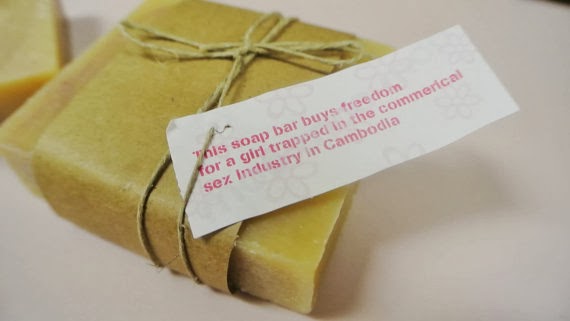 This soap bar buys freedom
for a girl trapped in the commerical
sex industry in Cambodia